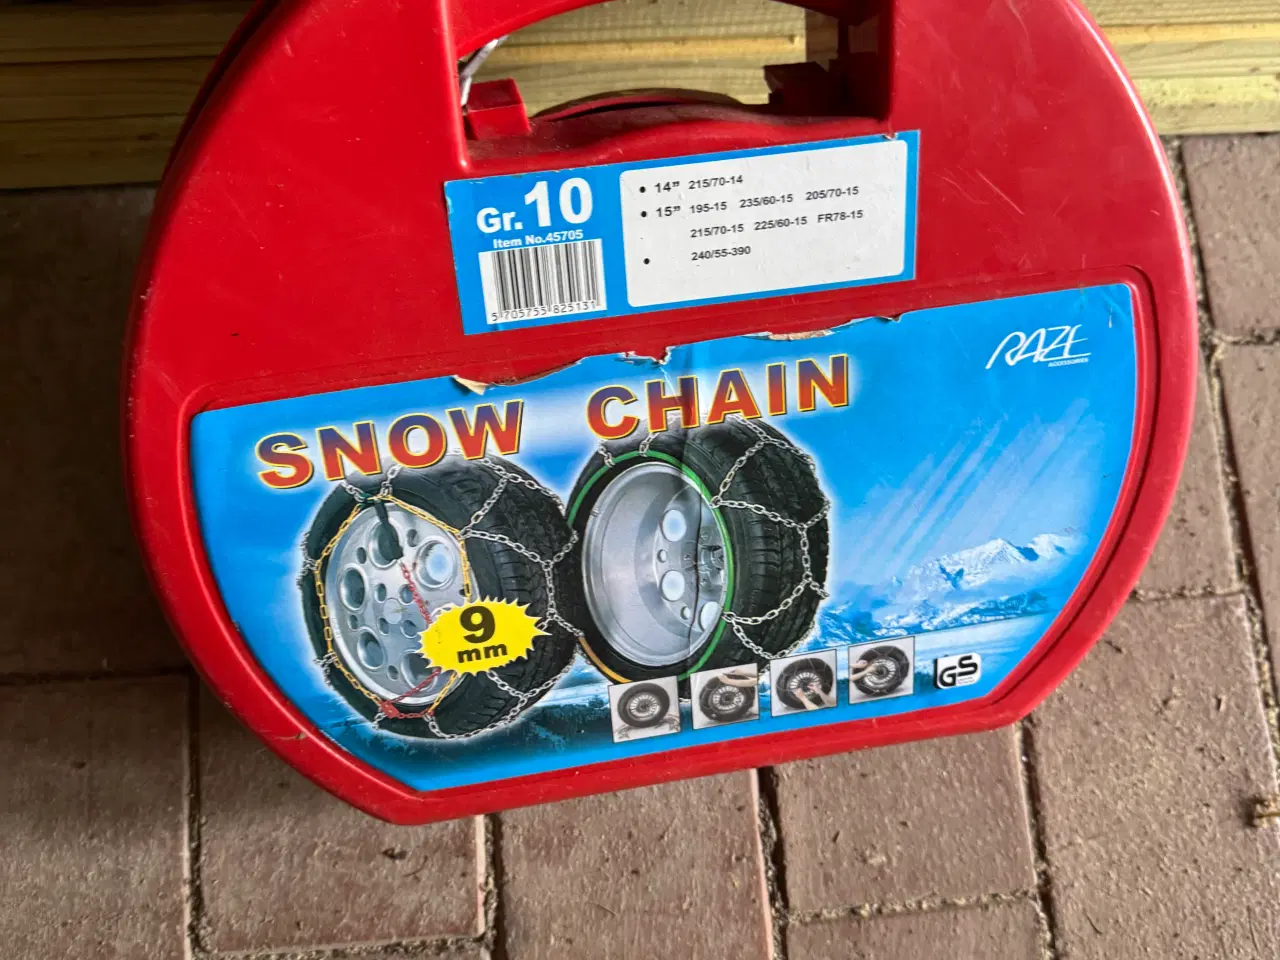 Gr.10
Item No.45705
5 705755 825131
• 14” 215/70-14
• 15” 195-15 235/60-15 205/70-15
215/70-15 225/60-15 FR78-15
• 240/55-390
RAZE
ACCESSORIES
SNOW CHAIN
9
mm
GS